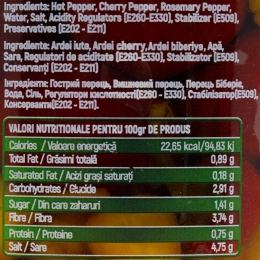 Ingredients: Hot Pepper, Cherry Pepper, Rosemary Pepper,
Water, Salt, Acidity Regulators (E260-E330), Stabilizer (E509),
Preservatives (E202 - E211)
Ingrediente: Ardei iute, Ardei cherry, Ardei biberiye, Apă,
Sare, Regulatori de aciditate (E260 - E330), Stabilizator (E509),
Conservanți (E202 - E211).
Інгредієнти: Гострий перець, Вишневий перець, Перець Біберіє,
Вода, Сіль, Регулятори кислотності(E260 - E330), Стабілізатор(E509),
Консерванти(E202 - E211).
VALORI NUTRITIONALE PENTRU 100gr DE PRODUS
Calories / Valoare energetică 22,65 kcal/94,83 kj
Total Fat / Grăsimi totală 0,89 g
Saturated Fat / Acizi grași saturați 0,18 g
Carbohydrates / Glucide 2,91 g
Sugar / Din care zaharuri 1,41 g
Fibre / Fibra 3,74 g
Protein / Proteine 0,75 g
Salt / Sare 4,75 g